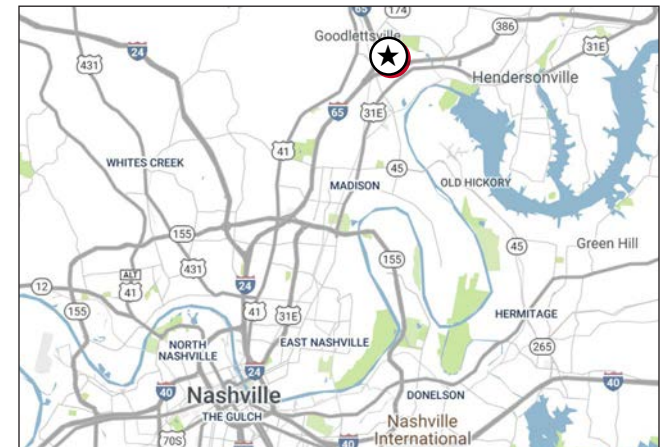 65
174
Goodlettsville
386
24
31E
431
Hendersonville
65
31E
41
45
WHITES CREEK
MADISON
OLD HICKORY
155
45
Green Hill
155
431
ALT
41
24
12
155
41
31E
HERMITAGE
NORTH
NASHVILLE
EAST NASHVILLE
265
24
40
40
Nashville
DONELSON
THE GULCH
Nashville
International
70S
24
40